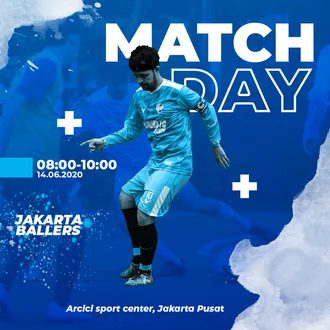 MATCH
DAY
08:00-10:00
14.06.2020
JAKARTA
BALLERS
Arcici sport center, Jakarta Pusat